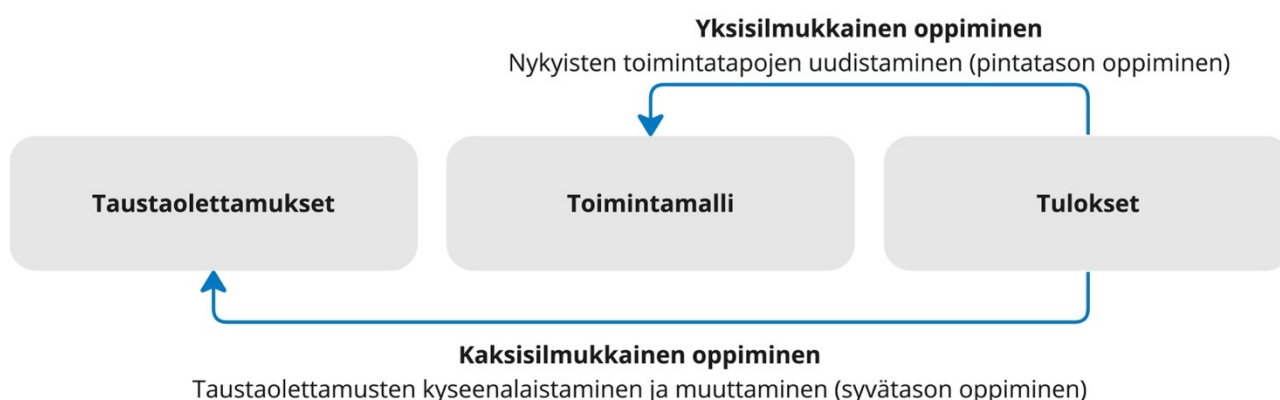 Yksisilmukkainen oppiminen
Nykyisten toimintatapojen uudistaminen (pintatason oppiminen)
Taustaolettamukset
Toimintamalli
Tulokset
Kaksisilmukkainen oppiminen
Taustaolettamusten kyseenalaistaminen ja muuttaminen (syvätason oppiminen)